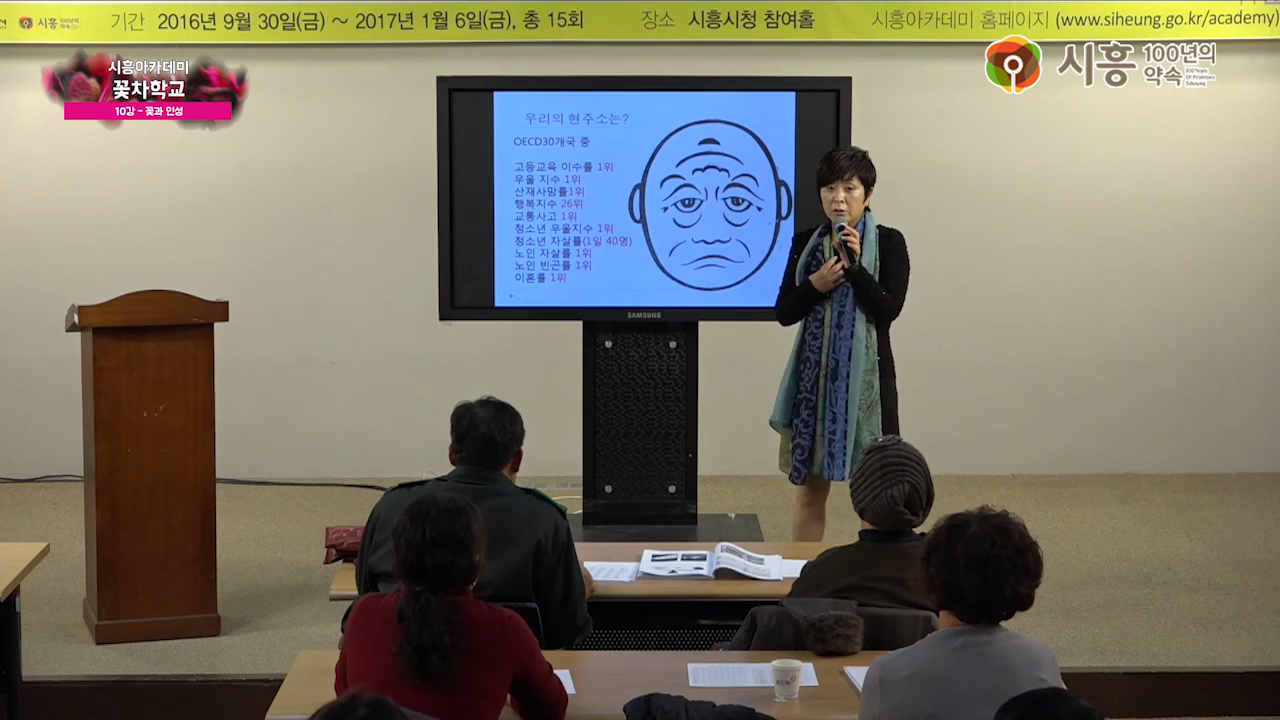 기간 2016년 9월 30일(금) ~ 2017년 1월 6일(금), 총 15회 장소 시흥시청 참여홀 시흥아카데미 홈페이지 (www.siheung.go.kr/academy)
시흥 100년의 약속
시흥아카데미
꽃차학교
10강 - 꽃과 인성
우리의 현주소는?
OECD30개국 중
고등교육 이수률 1위
우울 지수 1위
산재사망률1위
행복지수 26위
교통사고 1위
청소년 우울지수 1위
청소년 자살률(1일 40명)
노인 자살률 1위
노인 빈곤률 1위
이혼률 1위
SAMSUNG